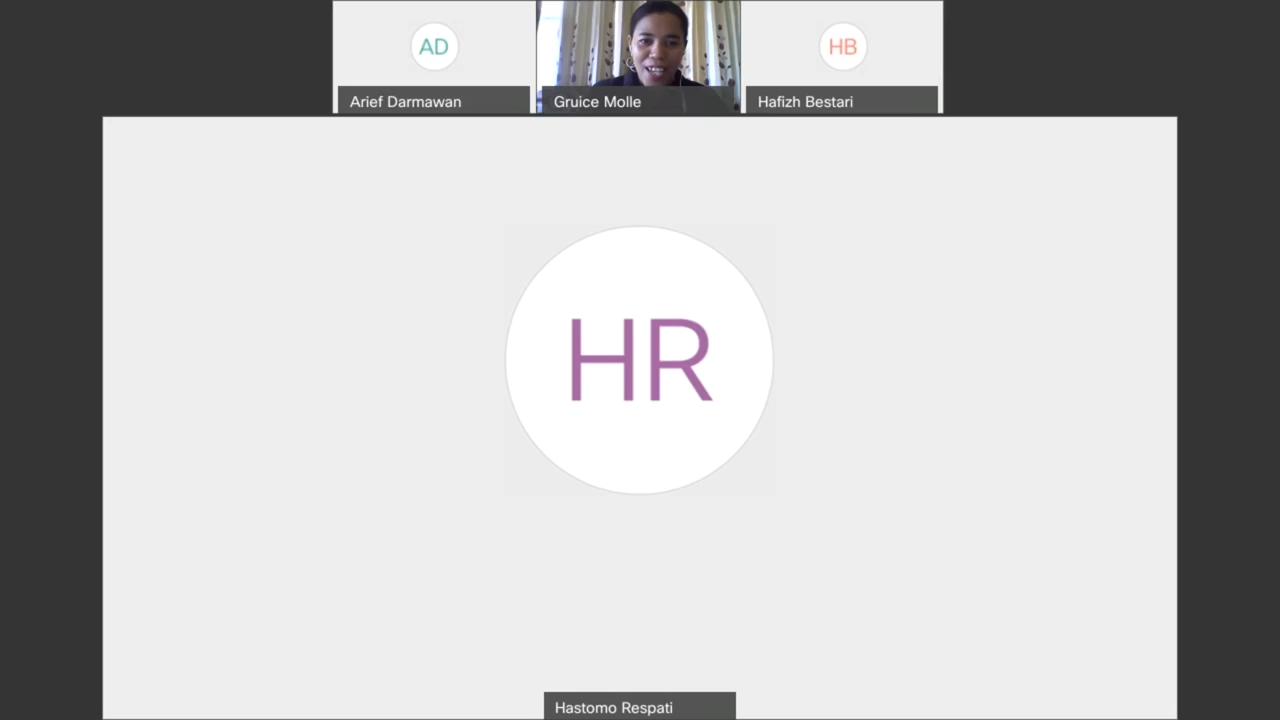 AD
HB
Arief Darmawan
Gruice Molle
Hafizh Bestari
HR
Hastomo Respati